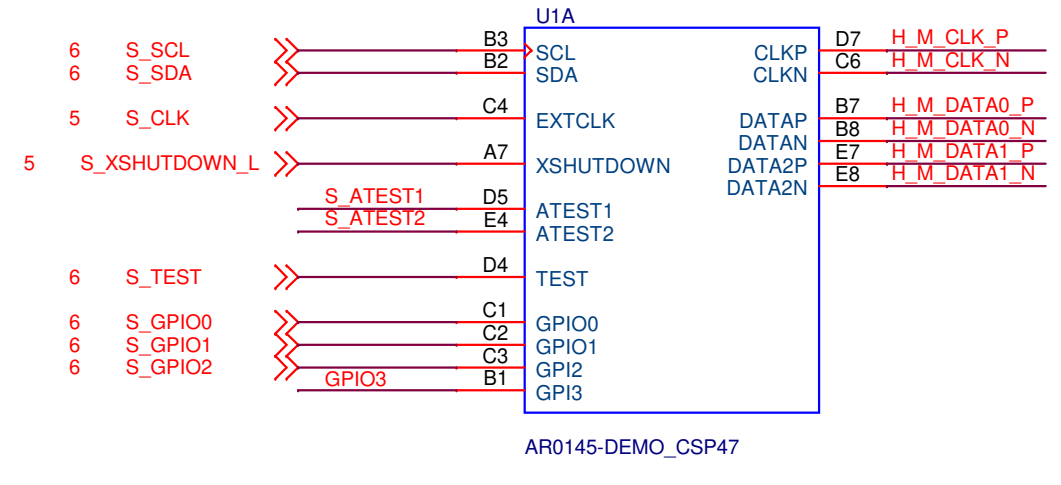 U1A
6 S_SCL B3 SCL CLKP D7 H_M_CLK_P
6 S_SDA B2 SDA CLKN C6 H_M_CLK_N
5 S_CLK C4 EXTCLK DATAP B7 H_M_DATA0_P
DATAN B8 H_M_DATA0_N
5 S_XSHUTDOWN_L A7 XSHUTDOWN DATA2P E7 H_M_DATA1_P
DATA2N E8 H_M_DATA1_N
S_ATEST1 D5 ATEST1
S_ATEST2 E4 ATEST2
6 S_TEST D4 TEST
6 S_GPIO0 C1 GPIO0
6 S_GPIO1 C2 GPIO1
6 S_GPIO2 C3 GPI2
GPIO3 B1 GPI3
AR0145-DEMO_CSP47